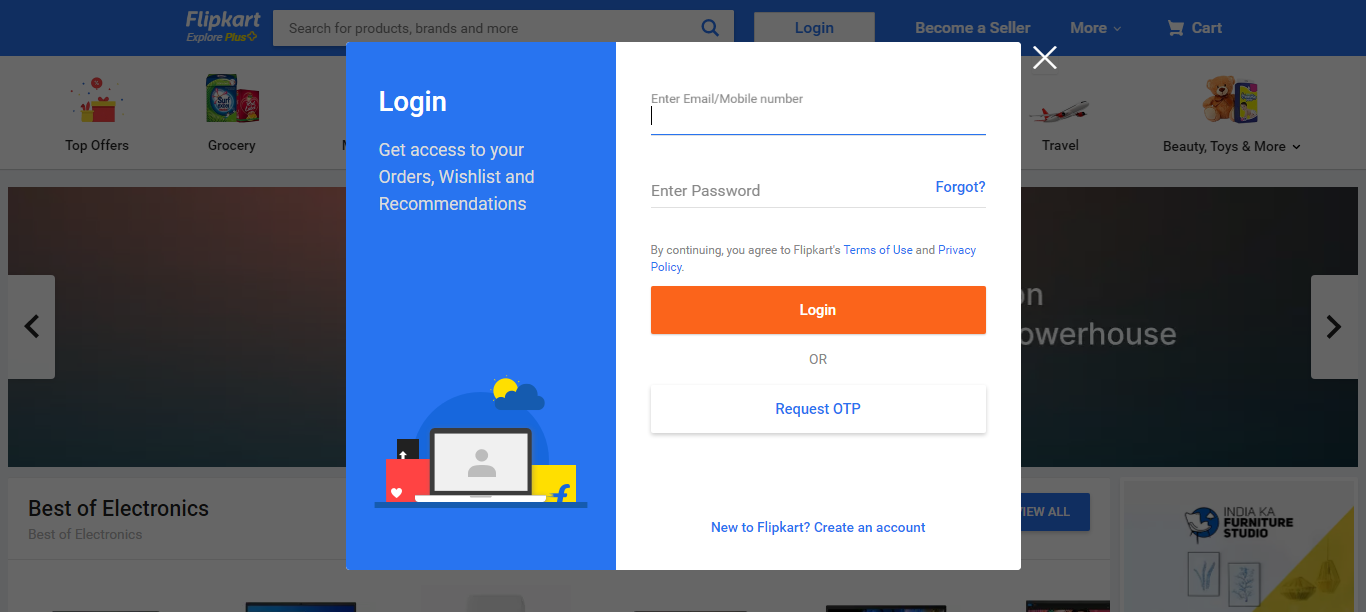 Flipkart
Explore Plus
Search for products, brands and more
Login
Become a Seller
More
Cart
Top Offers
Grocery
Travel
Beauty, Toys & More
Login
Get access to your
Orders, Wishlist and
Recommendations
Enter Email/Mobile number
Enter Password
Forgot?
By continuing, you agree to Flipkart's Terms of Use and Privacy
Policy.
Login
OR
Request OTP
New to Flipkart? Create an account
on
owerhouse
Best of Electronics
Best of Electronics
VIEW ALL
INDIA KA
FURNITURE
STUDIO